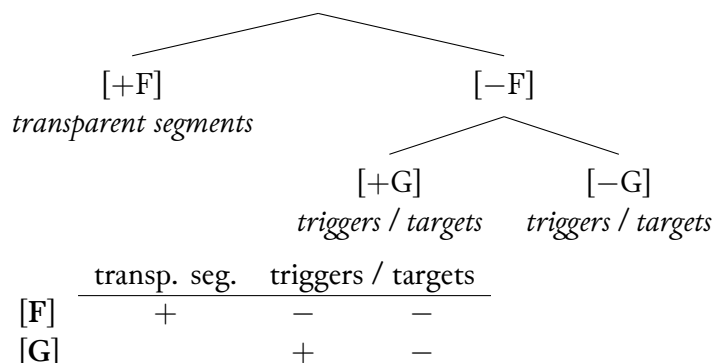 [+F] [−F]
transparent segments
[+G] [−G]
triggers / targets triggers / targets
transp. seg. triggers / targets
[F] + − −
[G] + −